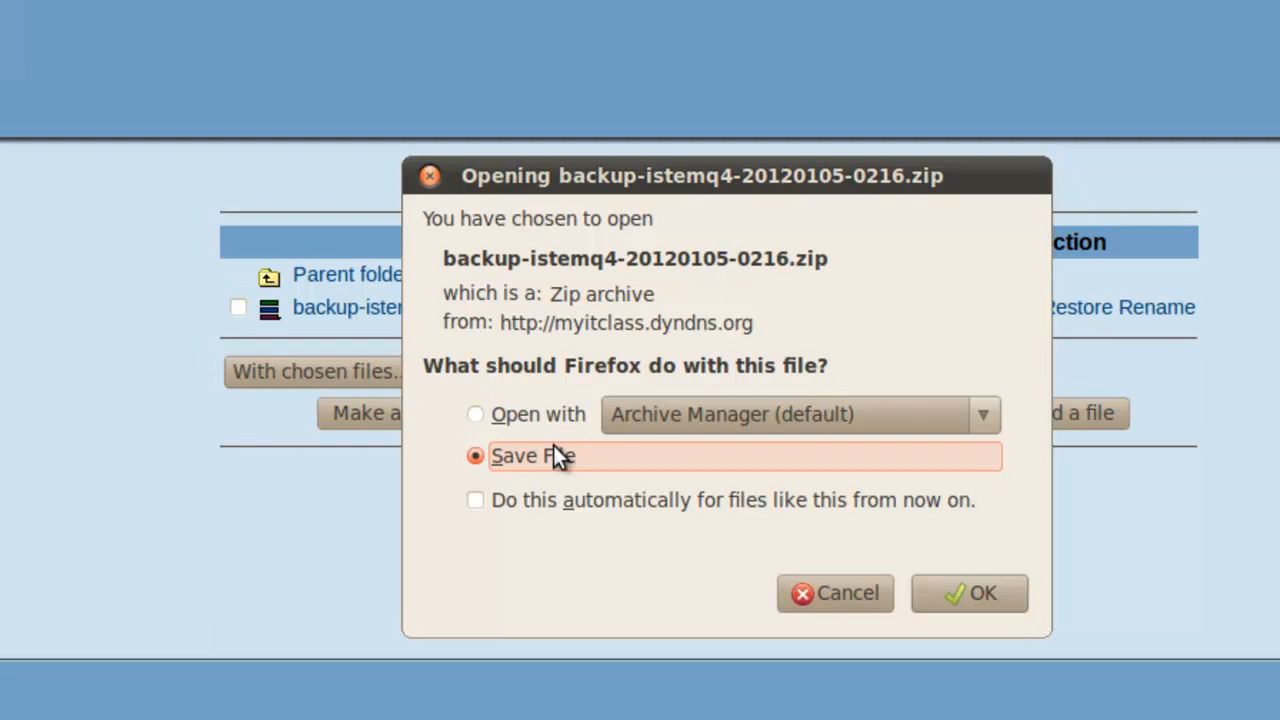 Opening backup-istemq4-20120105-0216.zip
You have chosen to open
backup-istemq4-20120105-0216.zip
which is a: Zip archive
from: http://myitclass.dyndns.org
What should Firefox do with this file?
Open with Archive Manager (default)
Save File
Do this automatically for files like this from now on.
Cancel OK
ction
Parent folde
backup-ister Restore Rename
With chosen files..
Make a d a file